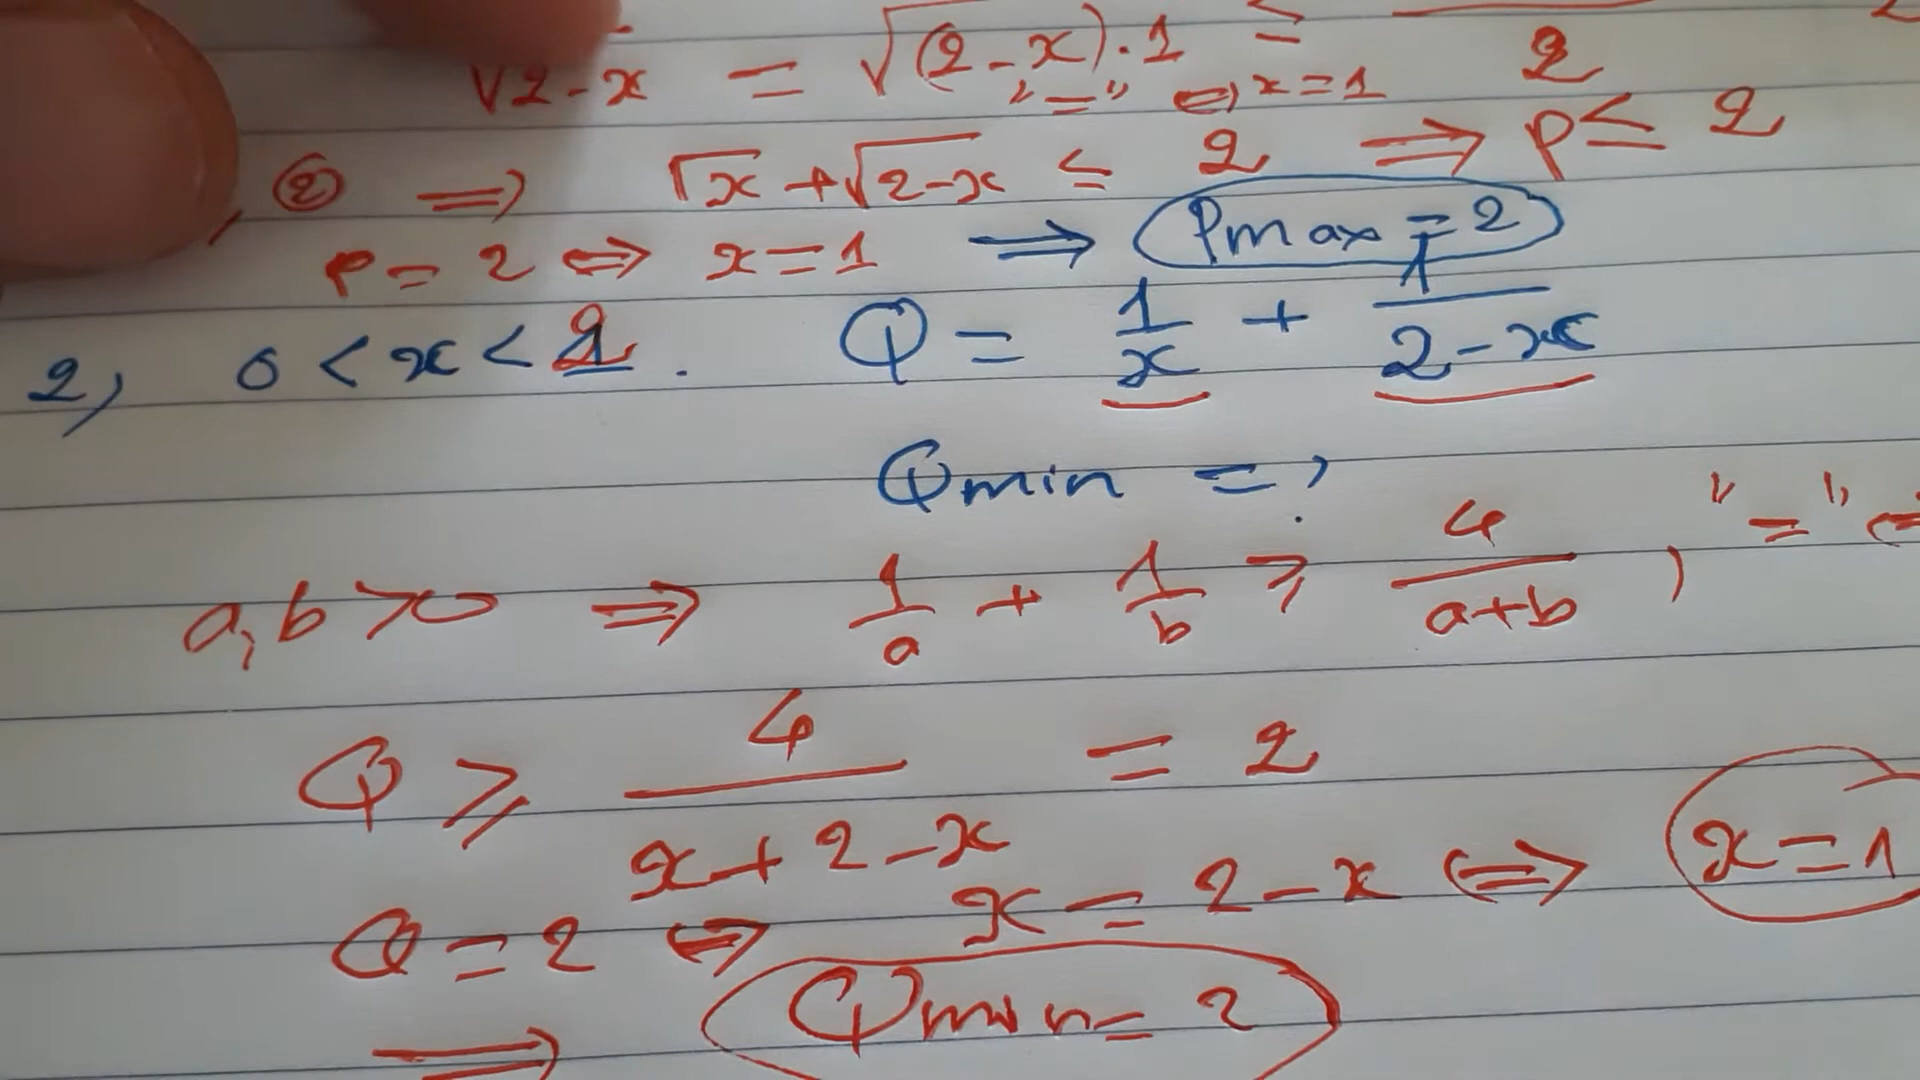 √2-x = √(2-x).1 ≤ 2
"=" ⇔ x=1
② ⟹ √x + √2-x ≤ 2 ⟹ P ≤ 2
P = 2 ⇔ x = 1 ⟹ Pmax = 2
2, 0 < x < 2. Q = 1/x + 1/(2-x)
Qmin = ?
a, b > 0 ⟹ 1/a + 1/b ≥ 4/(a+b), "=" ⇔
Q ≥ 4/(x+2-x) = 2
Q = 2 ⇔ x = 2-x ⇔ x = 1
⟹ Qmin = 2